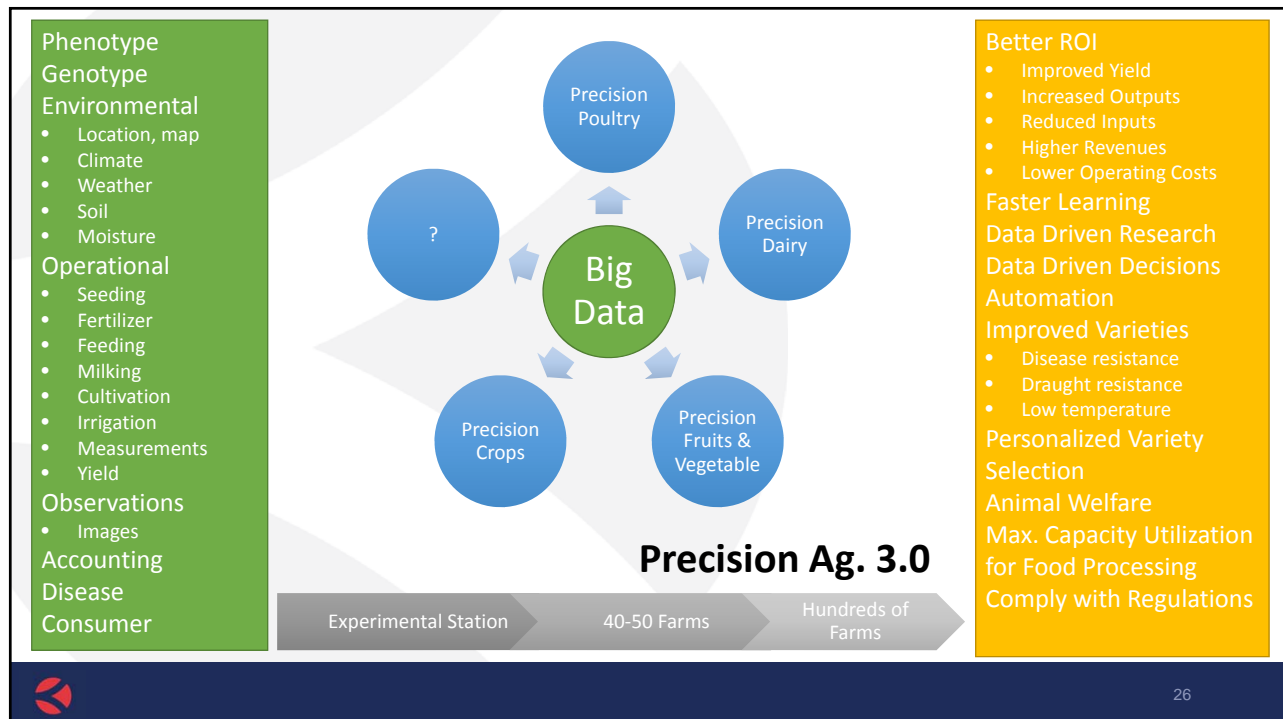 Phenotype
Genotype
Environmental
• Location, map
• Climate
• Weather
• Soil
• Moisture
Operational
• Seeding
• Fertilizer
• Feeding
• Milking
• Cultivation
• Irrigation
• Measurements
• Yield
Observations
• Images
Accounting
Disease
Consumer
Precision
Poultry
?
Precision
Dairy
Big
Data
Precision
Crops
Precision
Fruits &
Vegetable
Precision Ag. 3.0
Experimental Station
40-50 Farms
Hundreds of
Farms
Better ROI
• Improved Yield
• Increased Outputs
• Reduced Inputs
• Higher Revenues
• Lower Operating Costs
Faster Learning
Data Driven Research
Data Driven Decisions
Automation
Improved Varieties
• Disease resistance
• Draught resistance
• Low temperature
Personalized Variety
Selection
Animal Welfare
Max. Capacity Utilization
for Food Processing
Comply with Regulations
26